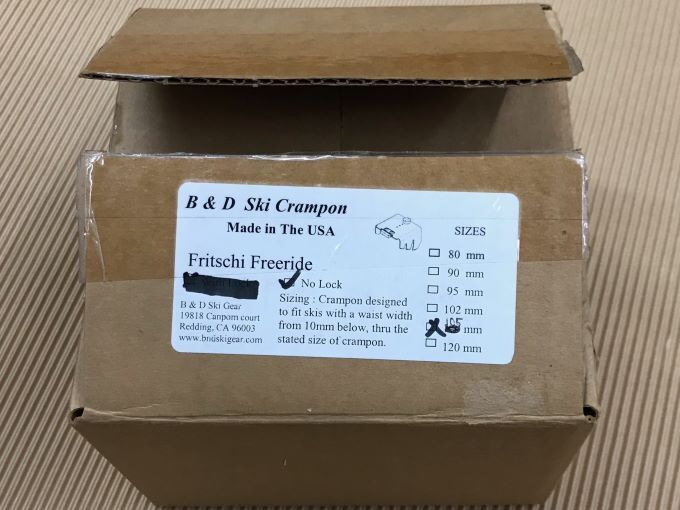 B & D Ski Crampon
Made in The USA
Fritschi Freeride
No Lock
Sizing : Crampon designed
to fit skis with a waist width
from 10mm below, thru the
stated size of crampon.
B & D Ski Gear
19818 Canpom court
Redding, CA 96003
www.bndskigear.com
SIZES
80 mm
90 mm
95 mm
102 mm
mm
120 mm